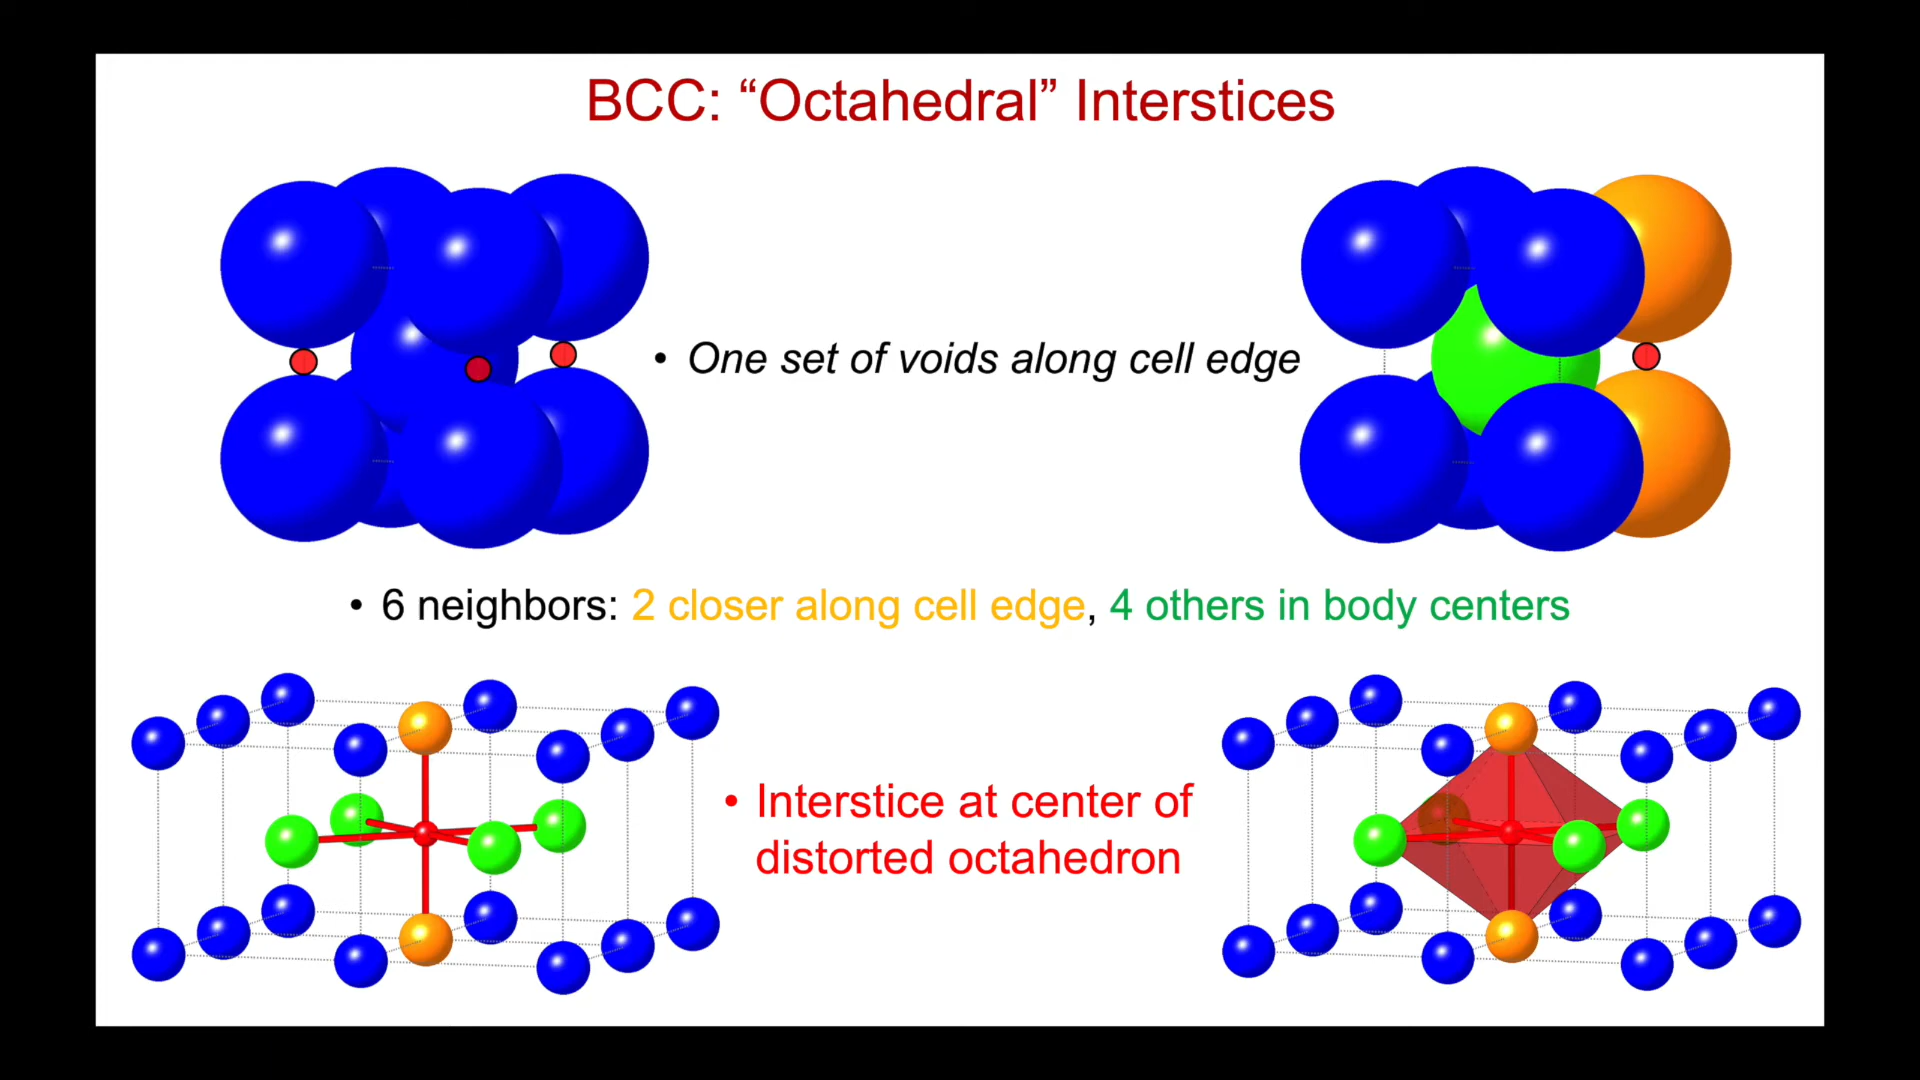 BCC: “Octahedral” Interstices
• One set of voids along cell edge
• 6 neighbors: 2 closer along cell edge, 4 others in body centers
• Interstice at center of
distorted octahedron